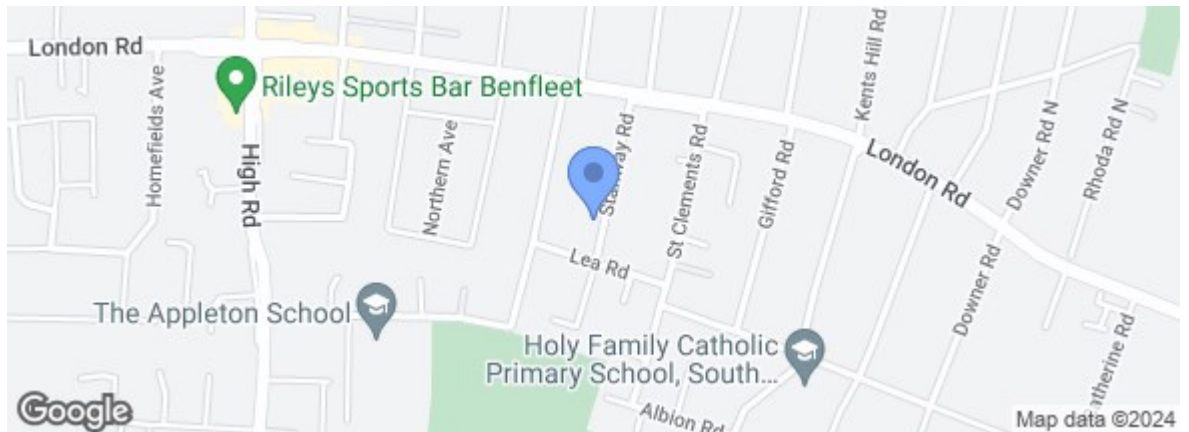 London Rd
Homefields Ave
Rileys Sports Bar Benfleet
High Rd
Northern Ave
Stanway Rd
St Clements Rd
Gifford Rd
Kents Hill Rd
London Rd
Downer Rd N
Rhoda Rd N
Lea Rd
Downer Rd
The Appleton School
Holy Family Catholic
Primary School, South...
Albion Rd
atherine Rd
Google
Map data ©2024